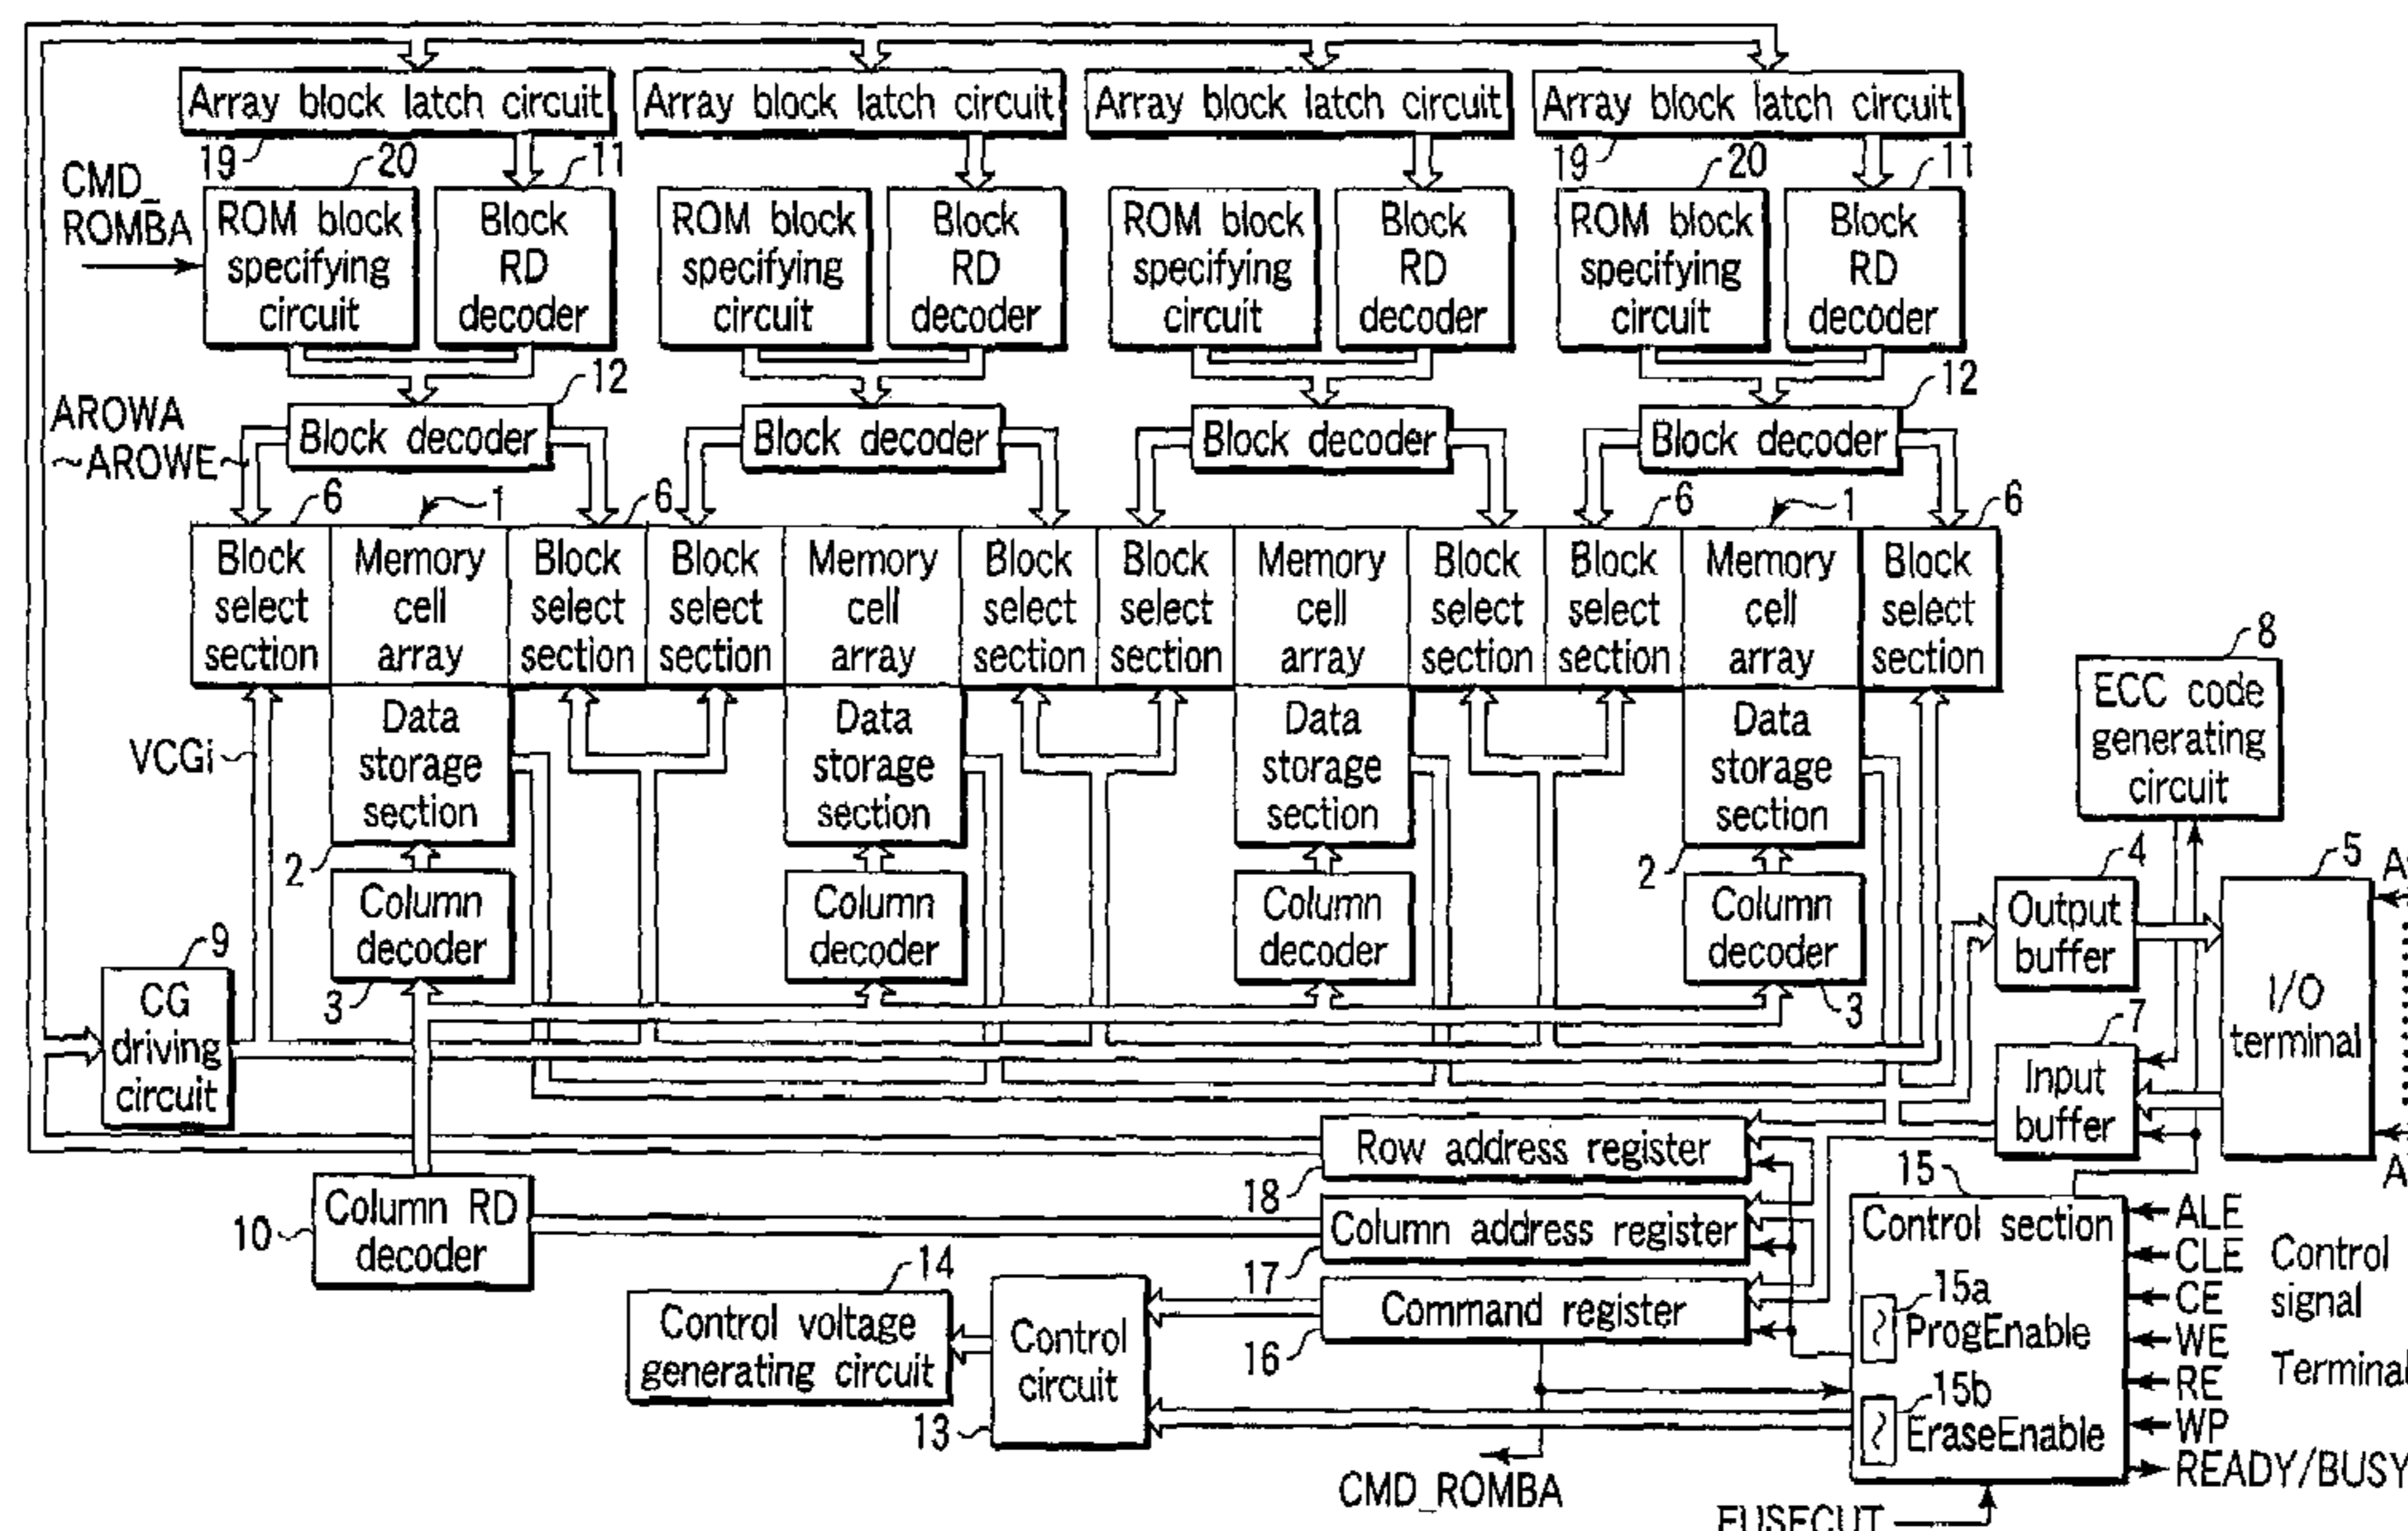 Array block latch circuit
Array block latch circuit
Array block latch circuit
Array block latch circuit
19
20
11
19
20
11
CMD_
ROMBA
ROM block
specifying
circuit
Block
RD
decoder
ROM block
specifying
circuit
Block
RD
decoder
ROM block
specifying
circuit
Block
RD
decoder
ROM block
specifying
circuit
Block
RD
decoder
12
12
AROWA
~AROWE
Block decoder
Block decoder
Block decoder
Block decoder
6
1
6
6
1
6
Block
select
section
Memory
cell
array
Block
select
section
Block
select
section
Memory
cell
array
Block
select
section
Block
select
section
Memory
cell
array
Block
select
section
Block
select
section
Memory
cell
array
Block
select
section
8
ECC code
generating
circuit
VCGi
Data
storage
section
Data
storage
section
Data
storage
section
Data
storage
section
2
2
4
5
Column
decoder
Column
decoder
Column
decoder
Column
decoder
Output
buffer
9
3
3
CG
driving
circuit
I/O
terminal
7
Input
buffer
Row address register
18
15
Column RD
decoder
10
Column address register
17
Control section
ALE
CLE
CE
WE
RE
WP
READY/BUSY
Control
signal
14
Control voltage
generating circuit
Control
circuit
13
Command register
16
15a
ProgEnable
15b
EraseEnable
CMD_ROMBA
FUSECUT